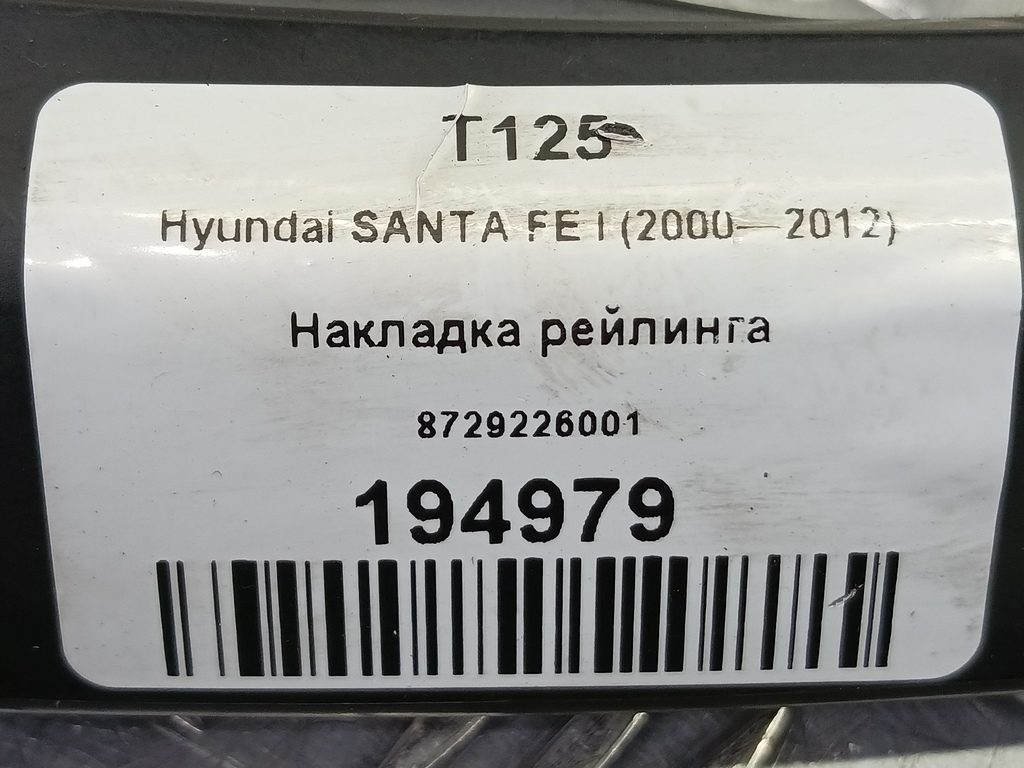 T125
Hyundai SANTA FE I (2000—2012)
Накладка рейлинга
8729226001
194979